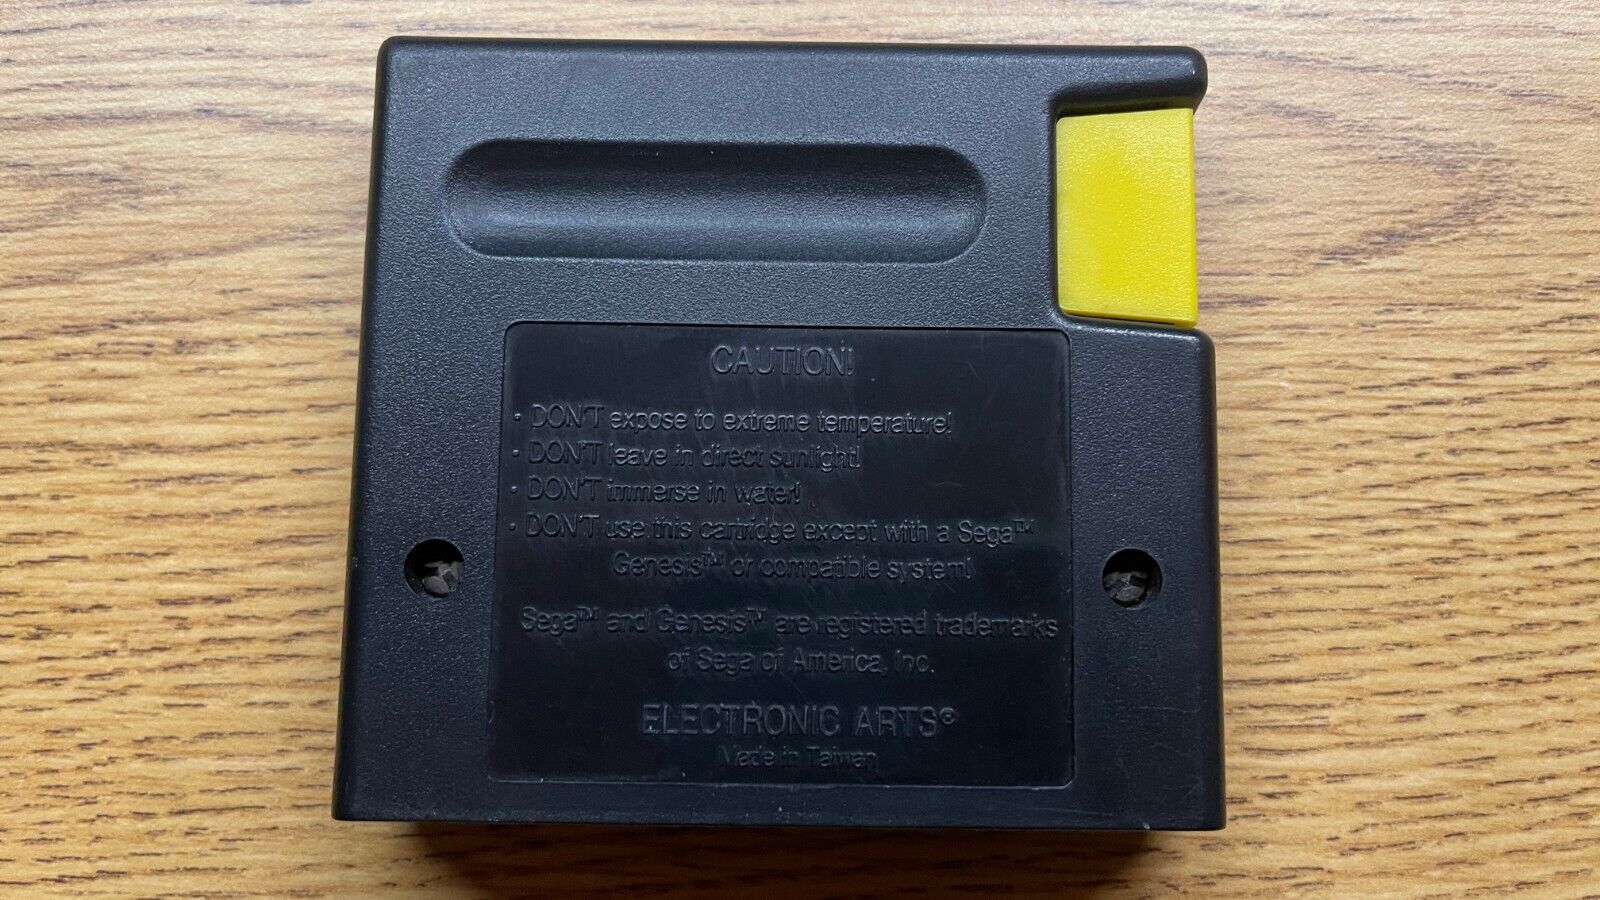 CAUTION!
· DON'T expose to extreme temperature!
· DON'T leave in direct sunlight!
· DON'T immerse in water!
· DON'T use this cartridge except with a Sega™
Genesis™ or compatible system!
Sega™ and Genesis™ are registered trademarks
of Sega of America, Inc.
ELECTRONIC ARTS®
Made in Taiwan